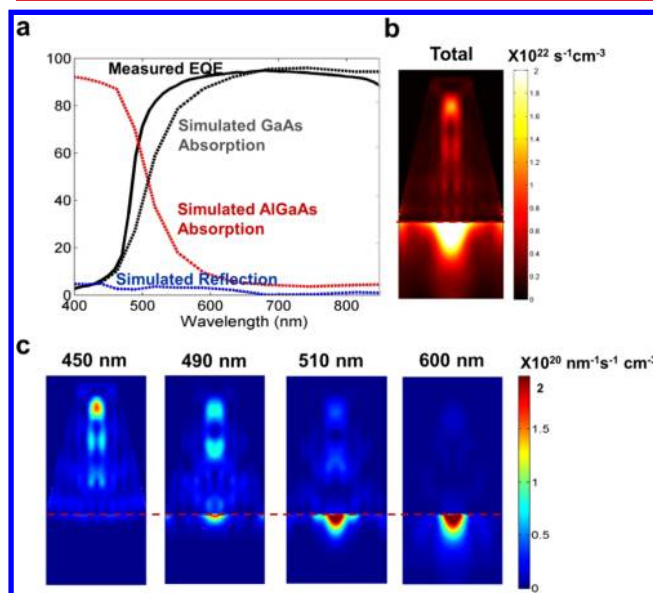 a
100
80
60
40
20
0
400 500 600 700 800
Wavelength (nm)
Measured EQE
Simulated GaAs
Absorption
Simulated AlGaAs
Absorption
Simulated Reflection
b
Total
X10²² s⁻¹cm⁻³
2
1.8
1.6
1.4
1.2
1
0.8
0.6
0.4
0.2
0
c
450 nm 490 nm 510 nm 600 nm
X10²⁰ nm⁻¹s⁻¹ cm⁻³
2
1.5
1
0.5
0